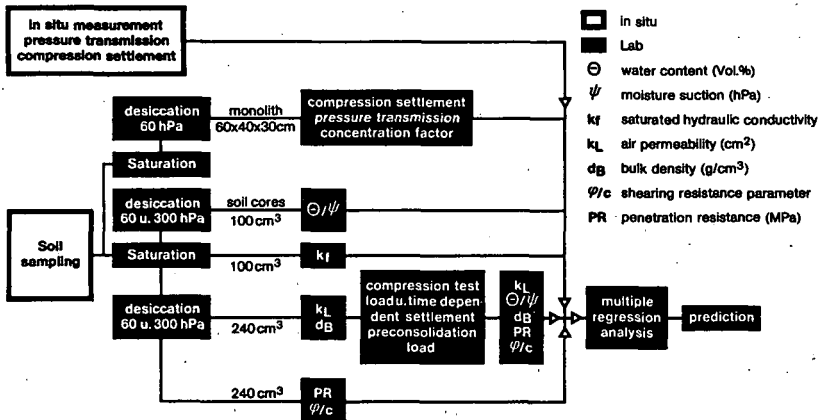 in situ measurement
pressure transmission
compression settlement
in situ
Lab
Θ water content (Vol.%)
ψ moisture suction (hPa)
kf saturated hydraulic conductivity
kL air permeability (cm²)
dB bulk density (g/cm³)
φ/c shearing resistance parameter
PR penetration resistance (MPa)
desiccation
60 hPa
monolith
60x40x30cm
compression settlement
pressure transmission
concentration factor
Saturation
desiccation
60 u. 300 hPa
soil cores
100cm³
Θ/ψ
Soil
sampling
Saturation
100cm³
kf
desiccation
60 u. 300 hPa
240cm³
kL
dB
compression test
load u. time depen-
dent settlement
preconsolidation
load
kL
Θ/ψ
dB
PR
φ/c
multiple
regression
analysis
prediction
240cm³
PR
φ/c